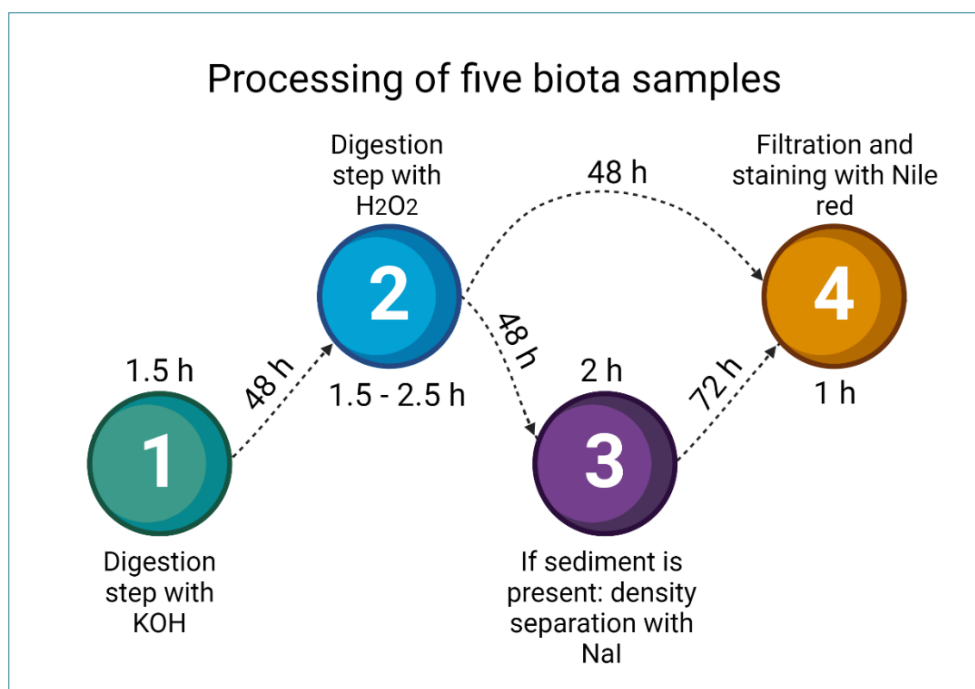 Processing of five biota samples
Digestion
step with
H2O2
2
1.5 - 2.5 h
48 h
Filtration and
staining with Nile
red
4
1 h
1.5 h
1
Digestion
step with
KOH
48 h
48 h
2 h
3
If sediment is
present: density
separation with
NaI
72 h